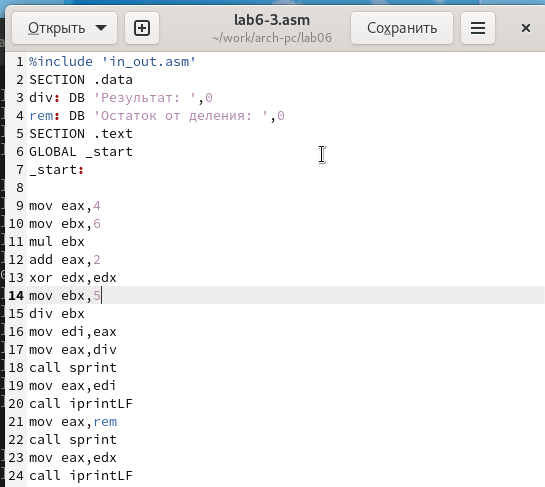 Открыть
lab6-3.asm
~/work/arch-pc/lab06
Сохранить
1 %include 'in_out.asm'
2 SECTION .data
3 div: DB 'Результат: ',0
4 rem: DB 'Остаток от деления: ',0
5 SECTION .text
6 GLOBAL _start
7 _start:
8
9 mov eax,4
10 mov ebx,6
11 mul ebx
12 add eax,2
13 xor edx,edx
14 mov ebx,5
15 div ebx
16 mov edi,eax
17 mov eax,div
18 call sprint
19 mov eax,edi
20 call iprintLF
21 mov eax,rem
22 call sprint
23 mov eax,edx
24 call iprintLF